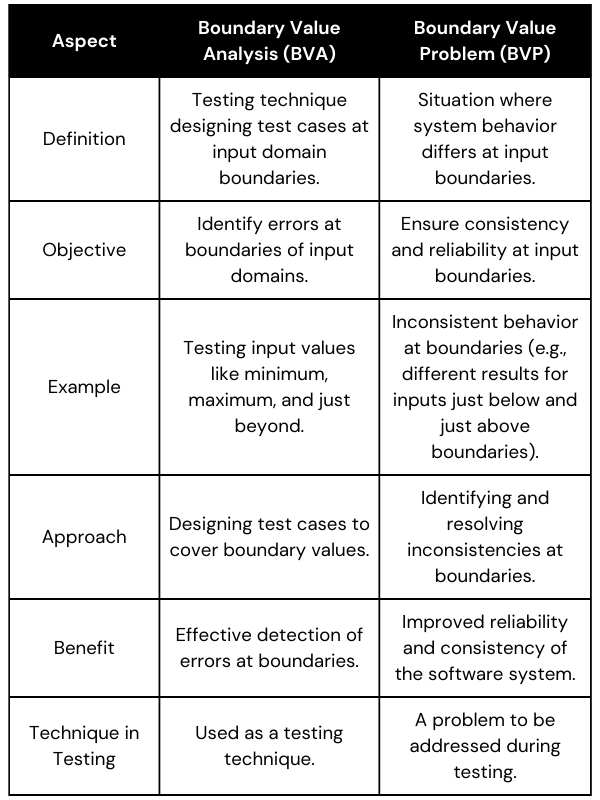 Aspect
Boundary Value
Analysis (BVA)
Boundary Value
Problem (BVP)
Definition
Testing technique
designing test cases at
input domain
boundaries.
Situation where
system behavior
differs at input
boundaries.
Objective
Identify errors at
boundaries of input
domains.
Ensure consistency
and reliability at input
boundaries.
Example
Testing input values
like minimum,
maximum, and just
beyond.
Inconsistent behavior
at boundaries (e.g.,
different results for
inputs just below and
just above
boundaries).
Approach
Designing test cases to
cover boundary values.
Identifying and
resolving
inconsistencies at
boundaries.
Benefit
Effective detection of
errors at boundaries.
Improved reliability
and consistency of
the software system.
Technique in
Testing
Used as a testing
technique.
A problem to be
addressed during
testing.